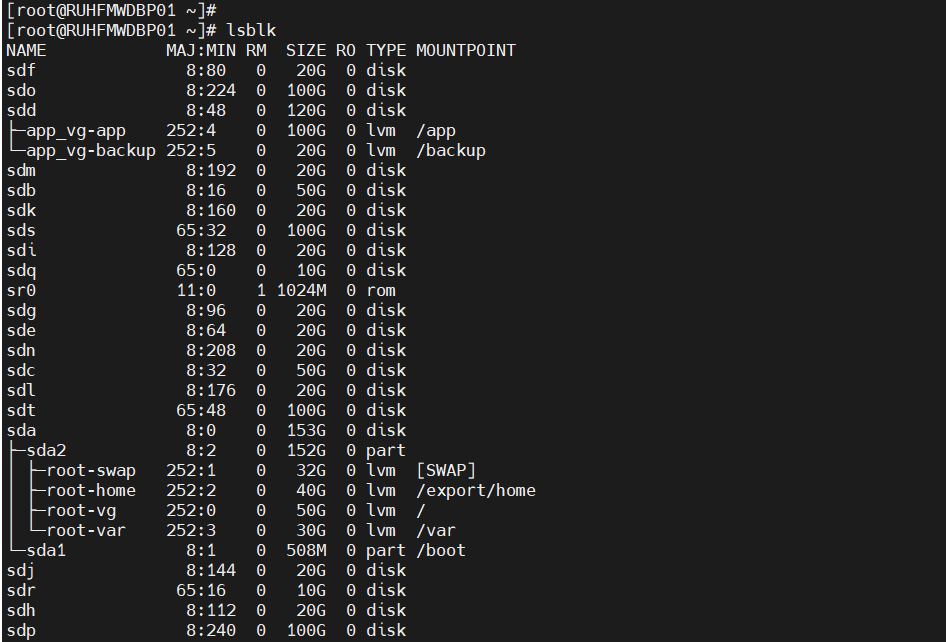 [root@RUHFMWDBP01 ~]#
[root@RUHFMWDBP01 ~]# lsblk
NAME            MAJ:MIN RM  SIZE RO TYPE MOUNTPOINT
sdf               8:80   0   20G  0 disk
sdo               8:224  0  100G  0 disk
sdd               8:48   0  120G  0 disk
├─app_vg-app    252:4    0  100G  0 lvm  /app
└─app_vg-backup 252:5    0   20G  0 lvm  /backup
sdm               8:192  0   20G  0 disk
sdb               8:16   0   50G  0 disk
sdk               8:160  0   20G  0 disk
sds              65:32   0  100G  0 disk
sdi               8:128  0   20G  0 disk
sdq              65:0    0   10G  0 disk
sr0              11:0    1 1024M  0 rom
sdg               8:96   0   20G  0 disk
sde               8:64   0   20G  0 disk
sdn               8:208  0   20G  0 disk
sdc               8:32   0   50G  0 disk
sdl               8:176  0   20G  0 disk
sdt              65:48   0  100G  0 disk
sda               8:0    0  153G  0 disk
├─sda2            8:2    0  152G  0 part
│ ├─root-swap   252:1    0   32G  0 lvm  [SWAP]
│ ├─root-home   252:2    0   40G  0 lvm  /export/home
│ ├─root-vg     252:0    0   50G  0 lvm  /
│ └─root-var    252:3    0   30G  0 lvm  /var
└─sda1            8:1    0  508M  0 part /boot
sdj               8:144  0   20G  0 disk
sdr              65:16   0   10G  0 disk
sdh               8:112  0   20G  0 disk
sdp               8:240  0  100G  0 disk